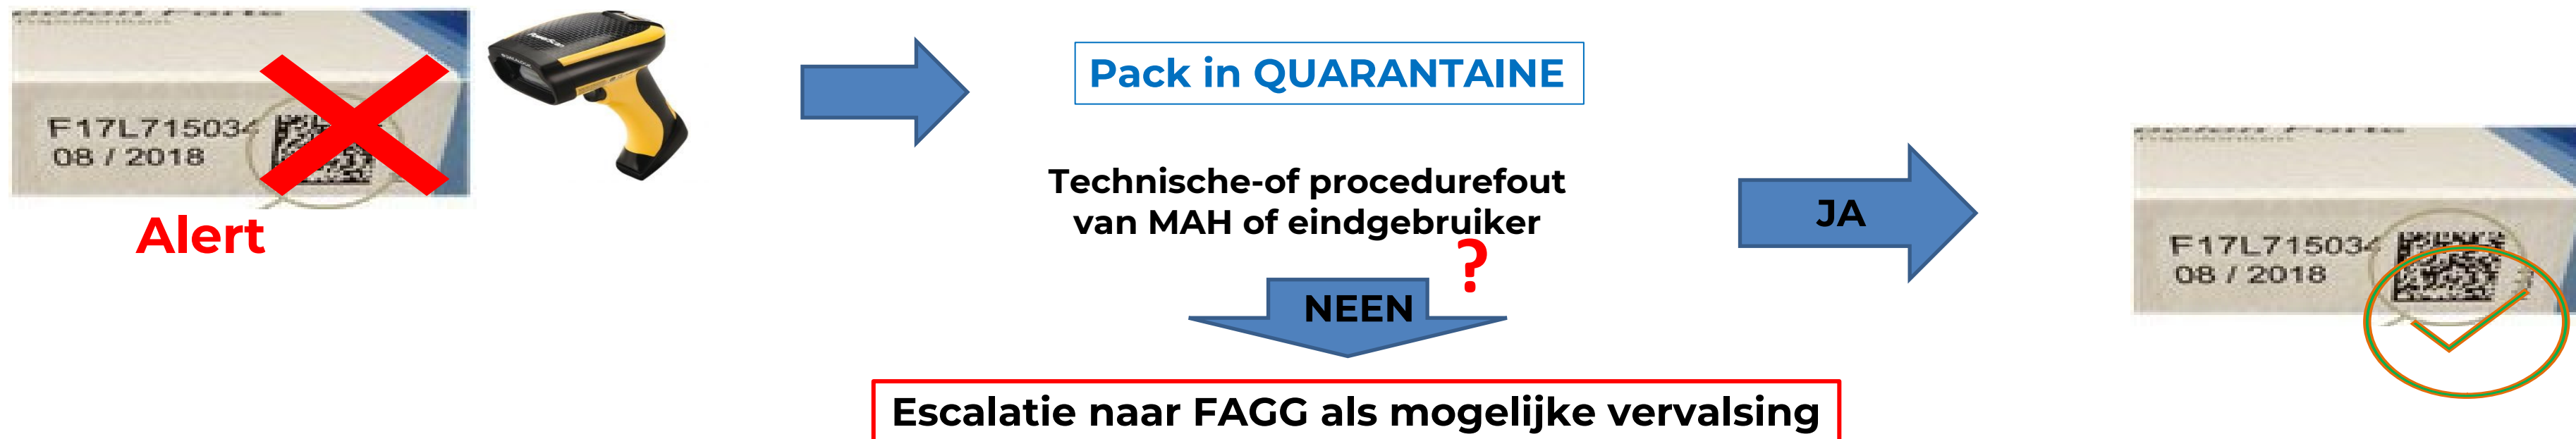 F17L715034
08 / 2018
Alert
PowerScan
Pack in QUARANTAINE
Technische-of procedurefout
van MAH of eindgebruiker
?
NEEN
Escalatie naar FAGG als mogelijke vervalsing
JA
F17L715034
08 / 2018